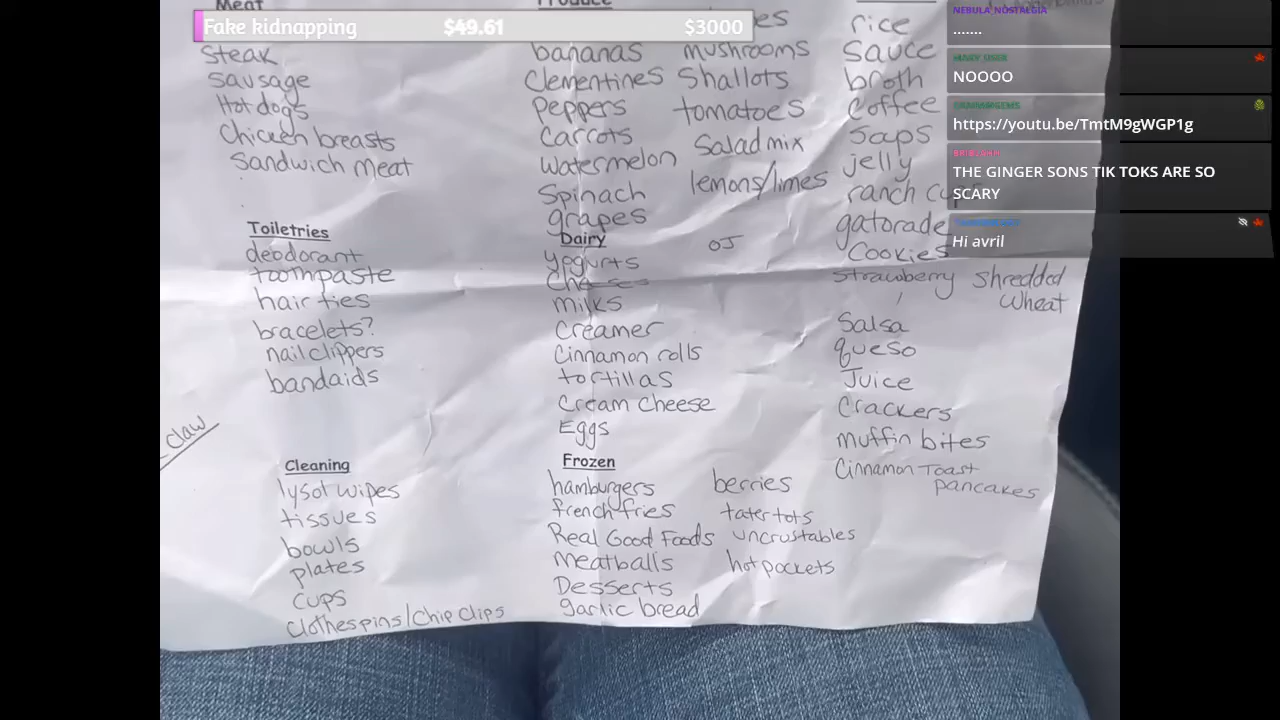 Meat
steak
sausage
Hot dogs
Chicken breasts
Sandwich meat
Produce
bananas
Clementines
Peppers
Carrots
Watermelon
Spinach
grapes
mushrooms
Shallots
tomatoes
Salad mix
lemons/limes
rice
Sauce
broth
Coffee
Soups
jelly
ranch cups
gatorade
Cookies
strawberry shredded
wheat
Salsa
queso
Juice
Crackers
muffin bites
Cinnamon Toast
pancakes
Toiletries
deodorant
toothpaste
hair ties
bracelets?
nail clippers
bandaids
Dairy
OJ
yogurts
Cheeses
milks
Creamer
Cinnamon rolls
tortillas
Cream Cheese
Eggs
Claw
Cleaning
lysol wipes
tissues
bowls
plates
cups
Clothespins/Chip Clips
Frozen
hamburgers
french fries
Real Good Foods
Meatballs
Desserts
garlic bread
berries
tater tots
uncrustables
hot pockets
Fake kidnapping $49.61 $3000
NEBULA_NOSTALGIA
.......
NOOOO
https://youtu.be/TmtM9gWGP1g
THE GINGER SONS TIK TOKS ARE SO
SCARY
Hi avril